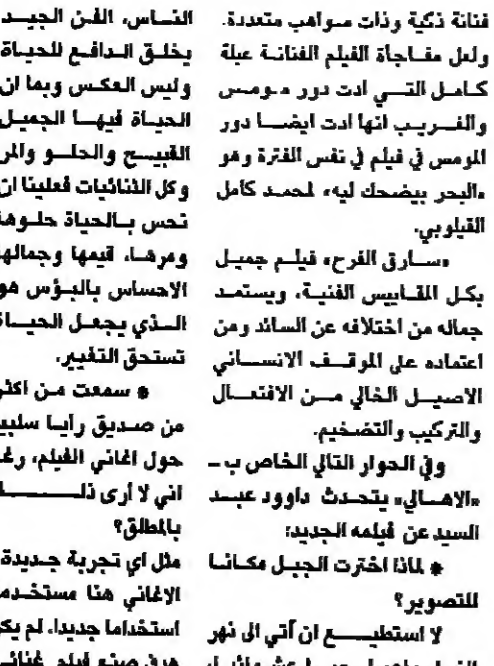 فنانة ذكية وذات مواهب متعددة.
ولعل مفاجأة الفيلم الفنانة عبلة
كامل التي ادت دور مومس
والغريب انها ادت ايضا دور
المومس في فيلم في نفس الفترة وهو
«البحر بيضحك ليه» لمحمد كامل
القيلوبي.
«سارق الفرح» فيلم جميل
بكل المقاييس الفنية، ويستمد
جماله من اختلافه عن السائد ومن
اعتماده على الموقف الانساني
الاصيل الخالي من الافتعال
والتركيب والتضخيم.
وفي الحوار التالي الخاص بـ -
«الاهالي» يتحدث داوود عبد
السيد عن فيلمه الجديد:
* لماذا اخترت الجبل مكانا
للتصوير؟
لا استطيع ان آتي الى نهر
الناس، الفن الجيد
يخلق الدافع للحياة
وليس العكس وبما ان
الحياة فيها الجميل
القبيح والحلو والمر
وكل الثنائيات فعلينا ان
تحس بالحياة حلوها
ومرها، قيمها وجمالها
الاحساس بالبؤس هو
الذي يجعل الحياة
تستحق التغيير.
* سمعت من اكثر
من صديق رأيا سلبيا
حول اغاني الفيلم، رغم
اني لا أرى ذلك
بالمطلق؟
مثل اي تجربة جديدة
الاغاني هنا مستخدمة
استخداما جديدا، لم يكن
هدفي صنع فيلم غنائي